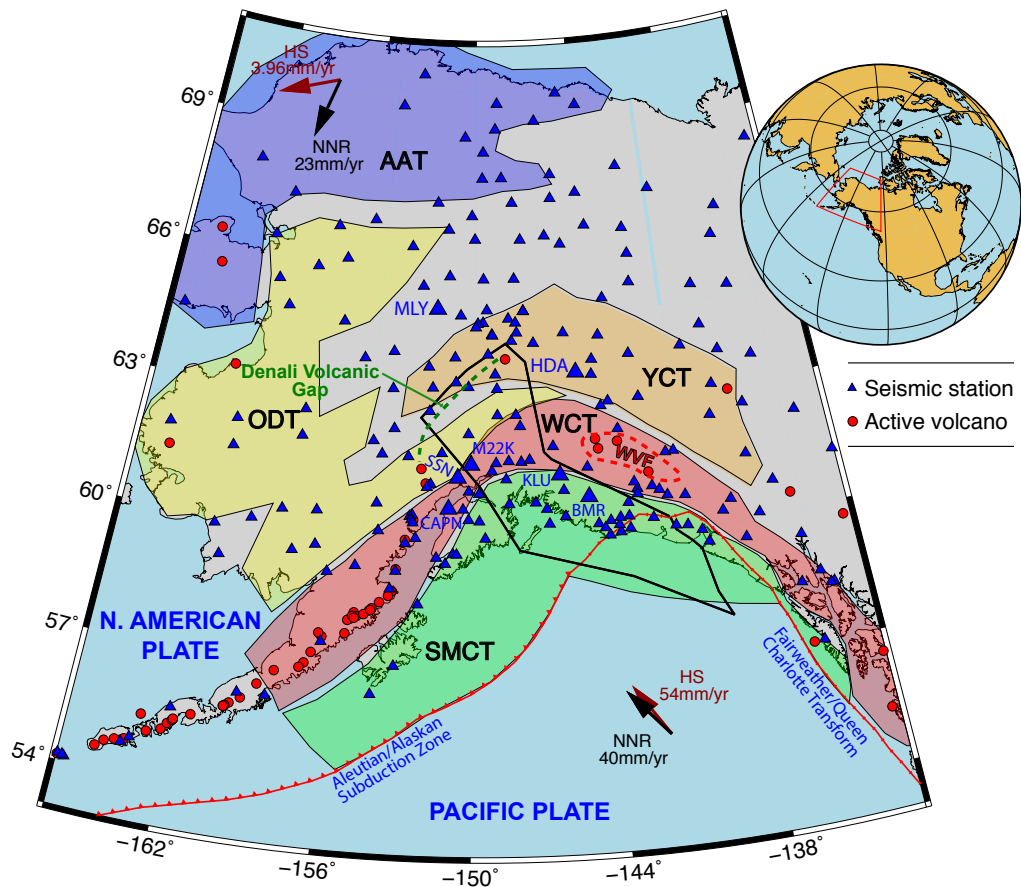 HS
3.96mm/yr
NNR
23mm/yr
AAT
69°
66°
63°
60°
57°
54°
MLY
Denali Volcanic
Gap
HDA
YCT
ODT
WCT
WVF
M22K
SSN
KLU
BMR
CAPN
Seismic station
Active volcano
N. AMERICAN
PLATE
SMCT
HS
54mm/yr
NNR
40mm/yr
Fairweather/Queen
Charlotte Transform
Aleutian/Alaskan
Subduction Zone
PACIFIC PLATE
−162°
−156°
−150°
−144°
−138°